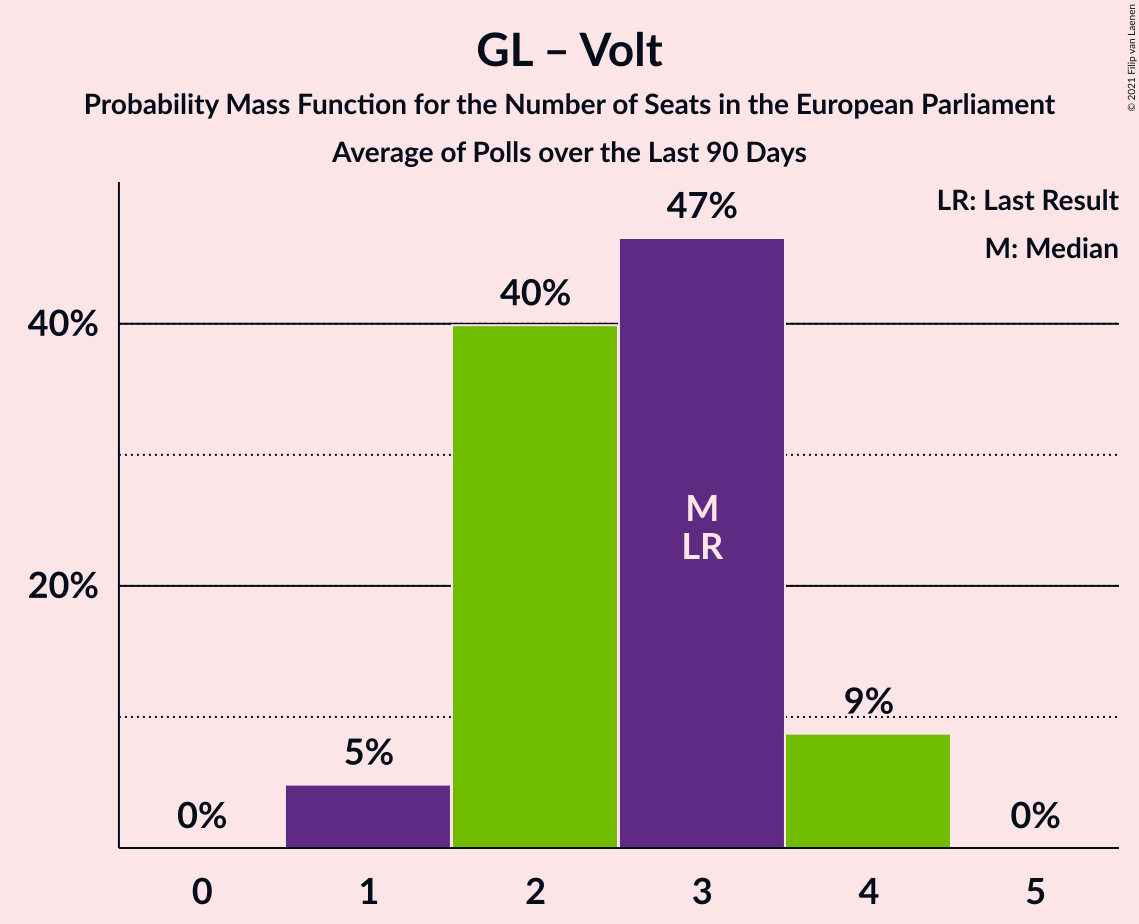 GL – Volt
Probability Mass Function for the Number of Seats in the European Parliament
Average of Polls over the Last 90 Days
© 2021 Filip van Laenen
LR: Last Result
M: Median
47%
40%
40%
20%
M
LR
9%
5%
0%
0%
0 1 2 3 4 5